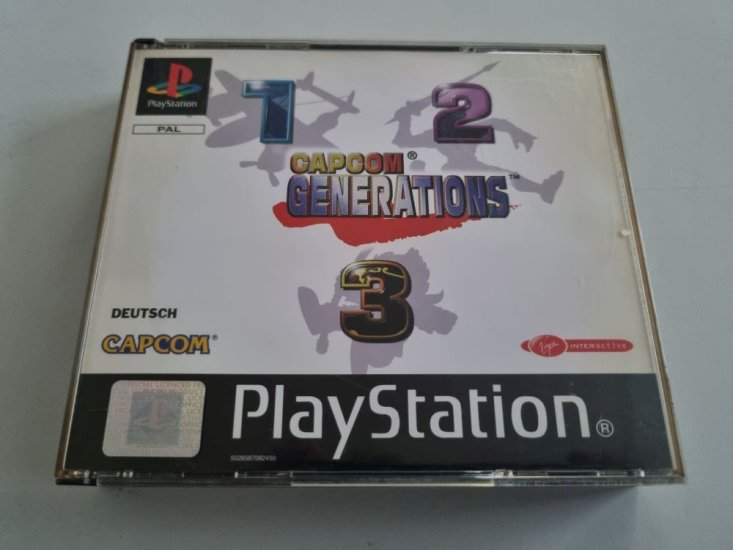 PlayStation
PAL
1
2
CAPCOM®
GENERATIONS™
3
DEUTSCH
CAPCOM®
Virgin INTERactive
PlayStation®
5028587082450